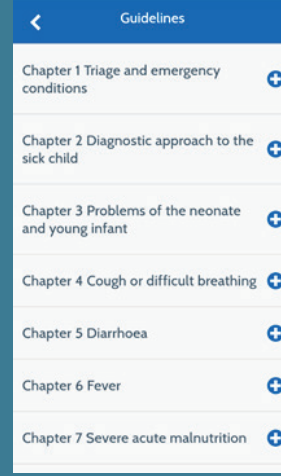 Guidelines
Chapter 1 Triage and emergency
conditions
Chapter 2 Diagnostic approach to the
sick child
Chapter 3 Problems of the neonate
and young infant
Chapter 4 Cough or difficult breathing
Chapter 5 Diarrhoea
Chapter 6 Fever
Chapter 7 Severe acute malnutrition